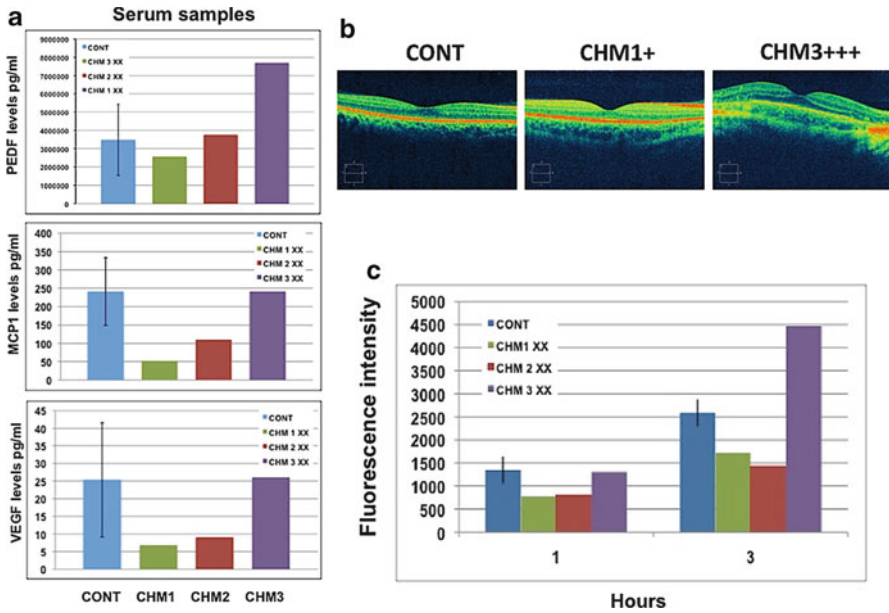 a
Serum samples
PEDF levels pg/ml
9000000
8000000
7000000
6000000
5000000
4000000
3000000
2000000
1000000
0
CONT
CHM 3 XX
CHM 2 XX
CHM 1 XX
MCP1 levels pg/ml
400
350
300
250
200
150
100
50
0
CONT
CHM 1 XX
CHM 2 XX
CHM 3 XX
VEGF levels pg/ml
45
40
35
30
25
20
15
10
5
0
CONT
CHM 1 XX
CHM 2 XX
CHM 3 XX
CONT CHM1 CHM2 CHM3
b
CONT CHM1+ CHM3+++
c
Fluorescence intensity
5000
4500
4000
3500
3000
2500
2000
1500
1000
500
0
CONT
CHM1 XX
CHM 2 XX
CHM 3 XX
1 3
Hours